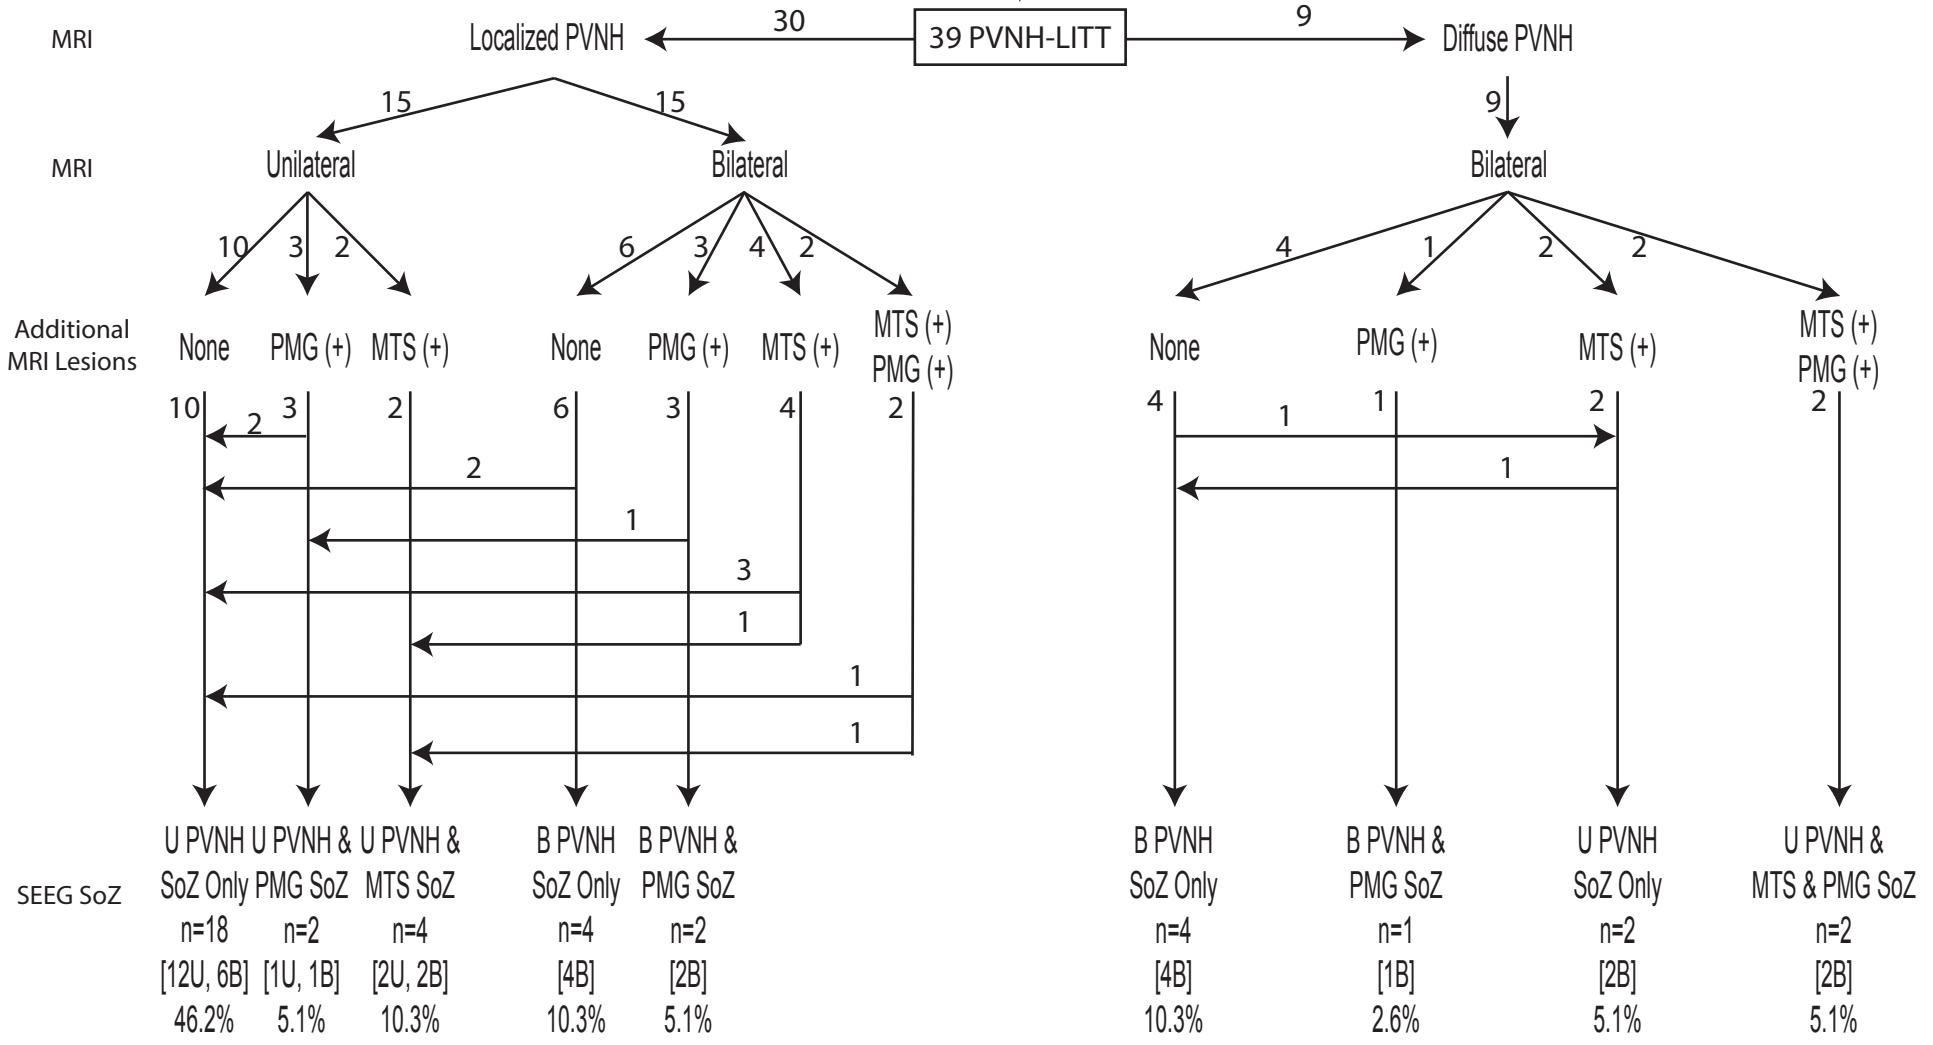 MRI
Localized PVNH
30
39 PVNH-LITT
9
Diffuse PVNH
15
15
9
MRI
Unilateral
Bilateral
Bilateral
10
3
2
6
3
4
2
4
1
2
2
Additional
MRI Lesions
None
PMG (+)
MTS (+)
None
PMG (+)
MTS (+)
MTS (+)
PMG (+)
None
PMG (+)
MTS (+)
MTS (+)
PMG (+)
10
3
2
6
3
4
2
4
1
2
2
2
1
2
1
1
3
1
1
1
SEEG SoZ
U PVNH
SoZ Only
n=18
[12U, 6B]
46.2%
U PVNH &
PMG SoZ
n=2
[1U, 1B]
5.1%
U PVNH &
MTS SoZ
n=4
[2U, 2B]
10.3%
B PVNH
SoZ Only
n=4
[4B]
10.3%
B PVNH &
PMG SoZ
n=2
[2B]
5.1%
B PVNH
SoZ Only
n=4
[4B]
10.3%
B PVNH &
PMG SoZ
n=1
[1B]
2.6%
U PVNH
SoZ Only
n=2
[2B]
5.1%
U PVNH &
MTS & PMG SoZ
n=2
[2B]
5.1%